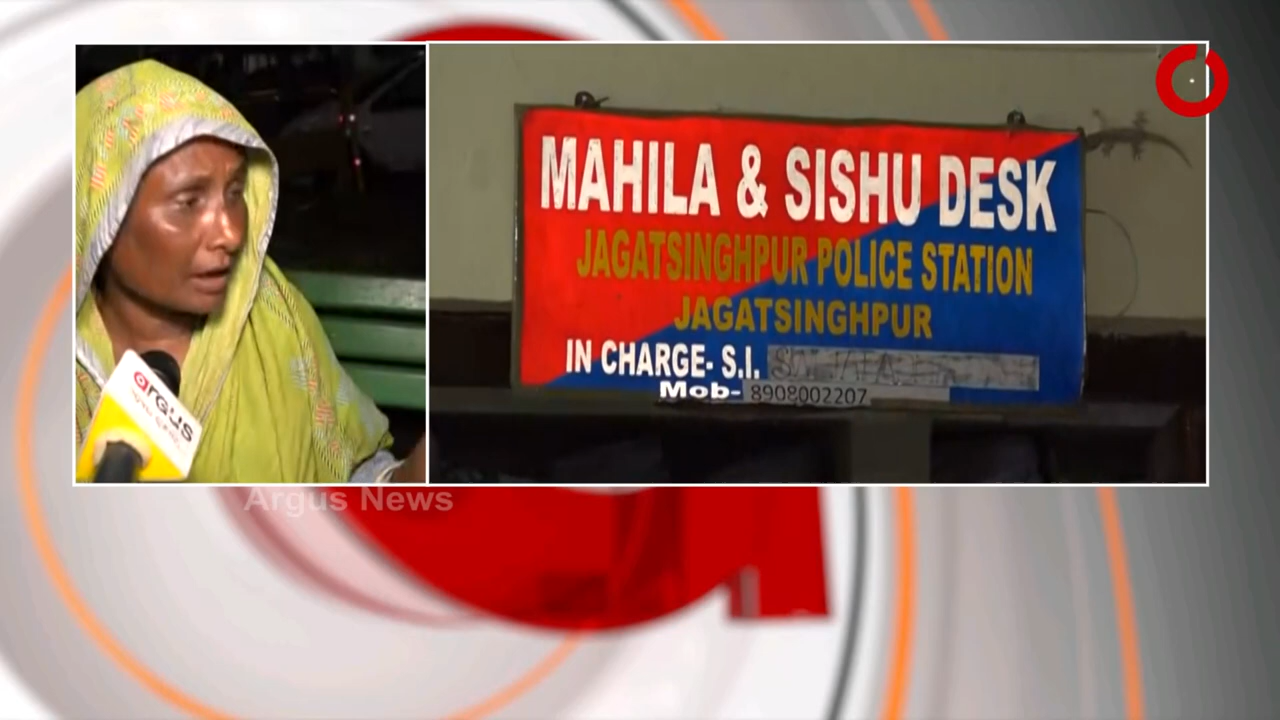 MAHILA & SISHU DESK
JAGATSINGHPUR POLICE STATION
JAGATSINGHPUR
IN CHARGE- S.I.
Mob- 8908002207
argus
Argus News